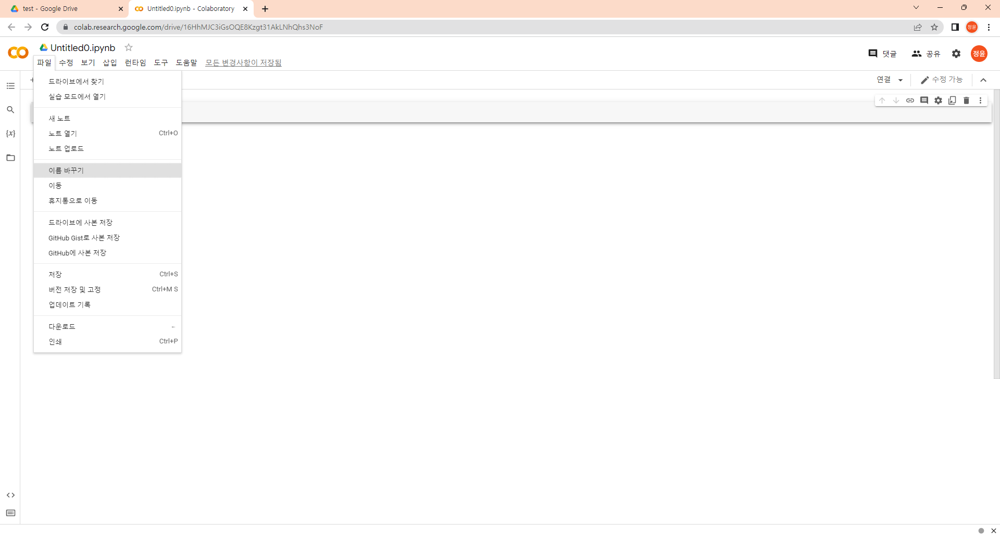 test - Google Drive
Untitled0.ipynb - Colaboratory
colab.research.google.com/drive/16HhMJC3iGsOQE8Kzgt31AkLNhQhs3NoF
정윤
Untitled0.ipynb
파일 수정 보기 삽입 런타임 도구 도움말 모든 변경사항이 저장됨
댓글 공유 정윤
연결 수정 가능
드라이브에서 찾기
실습 모드에서 열기
새 노트
노트 열기 Ctrl+O
노트 업로드
{x}
이름 바꾸기
이동
휴지통으로 이동
드라이브에 사본 저장
GitHub Gist로 사본 저장
GitHub에 사본 저장
저장 Ctrl+S
버전 저장 및 고정 Ctrl+M S
업데이트 기록
다운로드
인쇄 Ctrl+P